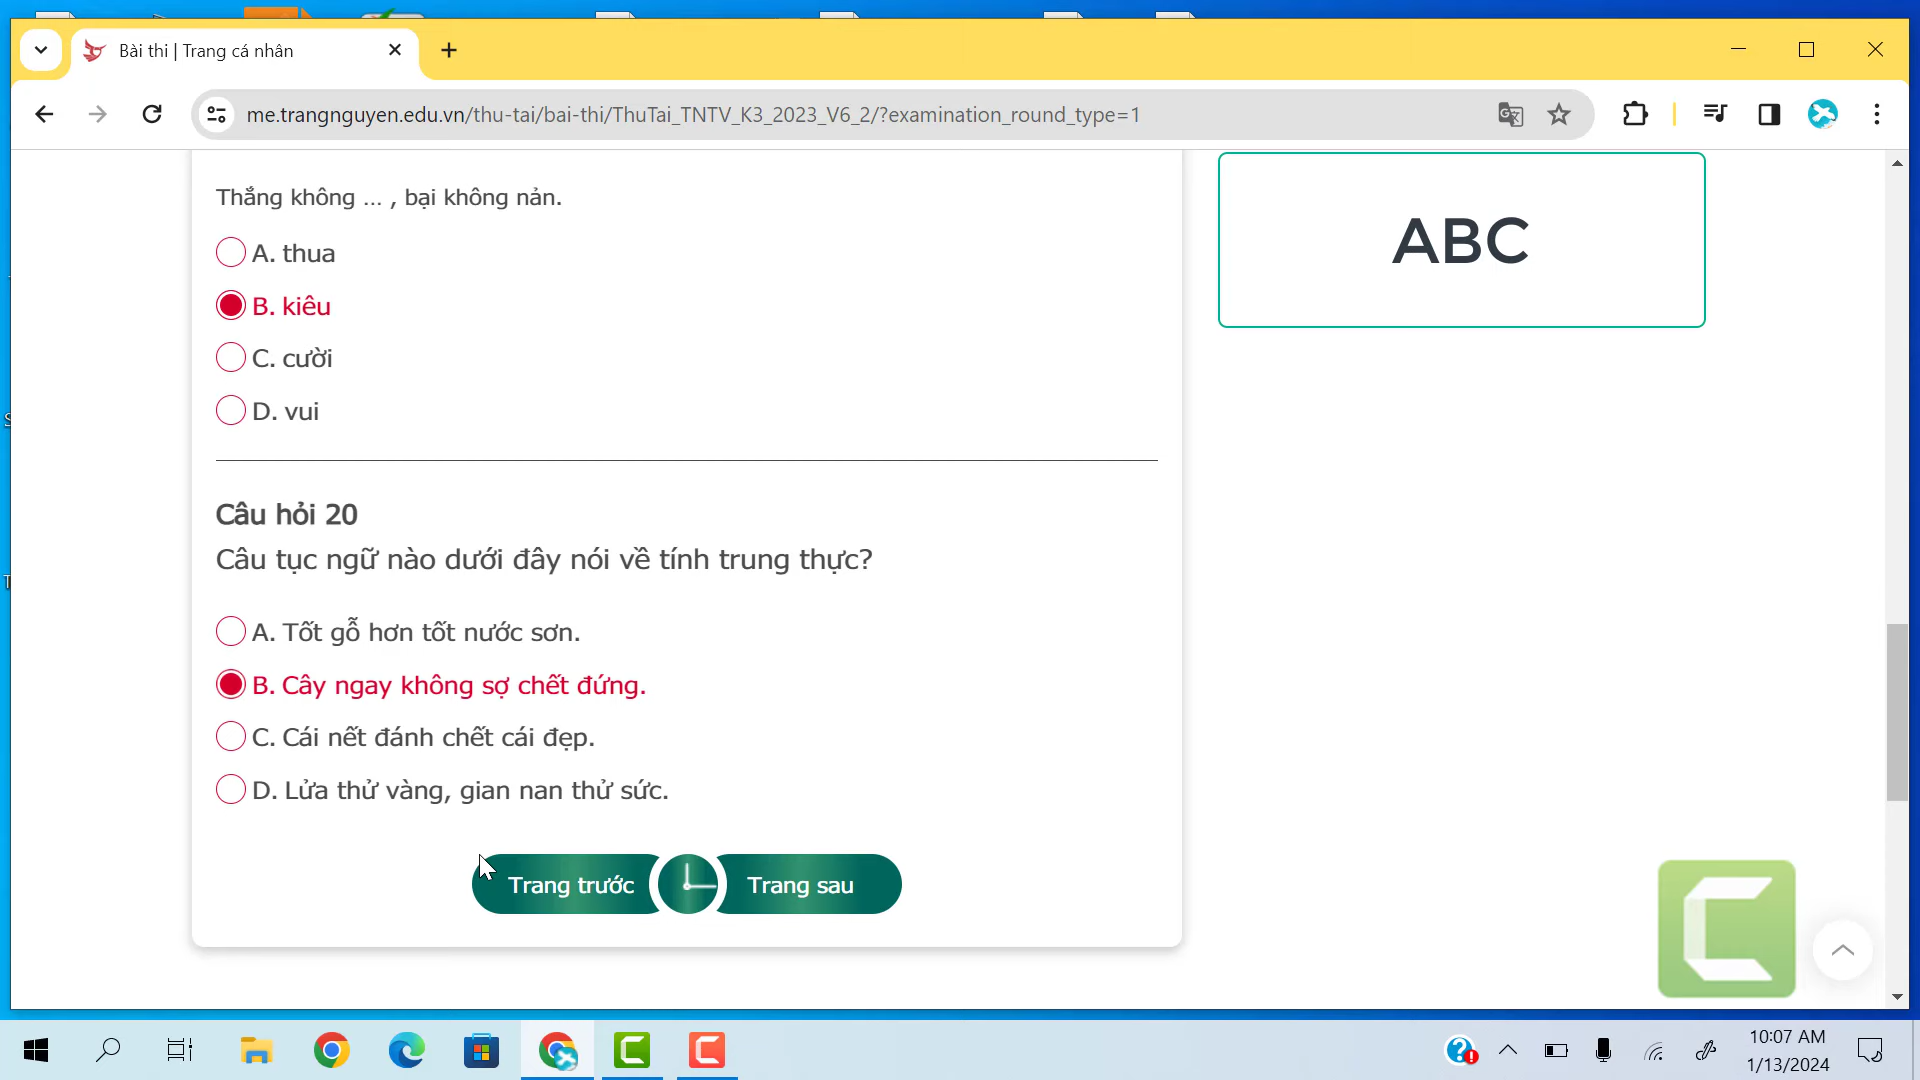 Bài thi | Trang cá nhân
me.trangnguyen.edu.vn/thu-tai/bai-thi/ThuTai_TNTV_K3_2023_V6_2/?examination_round_type=1
Thắng không ... , bại không nản.
A. thua
B. kiêu
C. cười
D. vui
ABC
Câu hỏi 20
Câu tục ngữ nào dưới đây nói về tính trung thực?
A. Tốt gỗ hơn tốt nước sơn.
B. Cây ngay không sợ chết đứng.
C. Cái nết đánh chết cái đẹp.
D. Lửa thử vàng, gian nan thử sức.
Trang trước
Trang sau
10:07 AM
1/13/2024